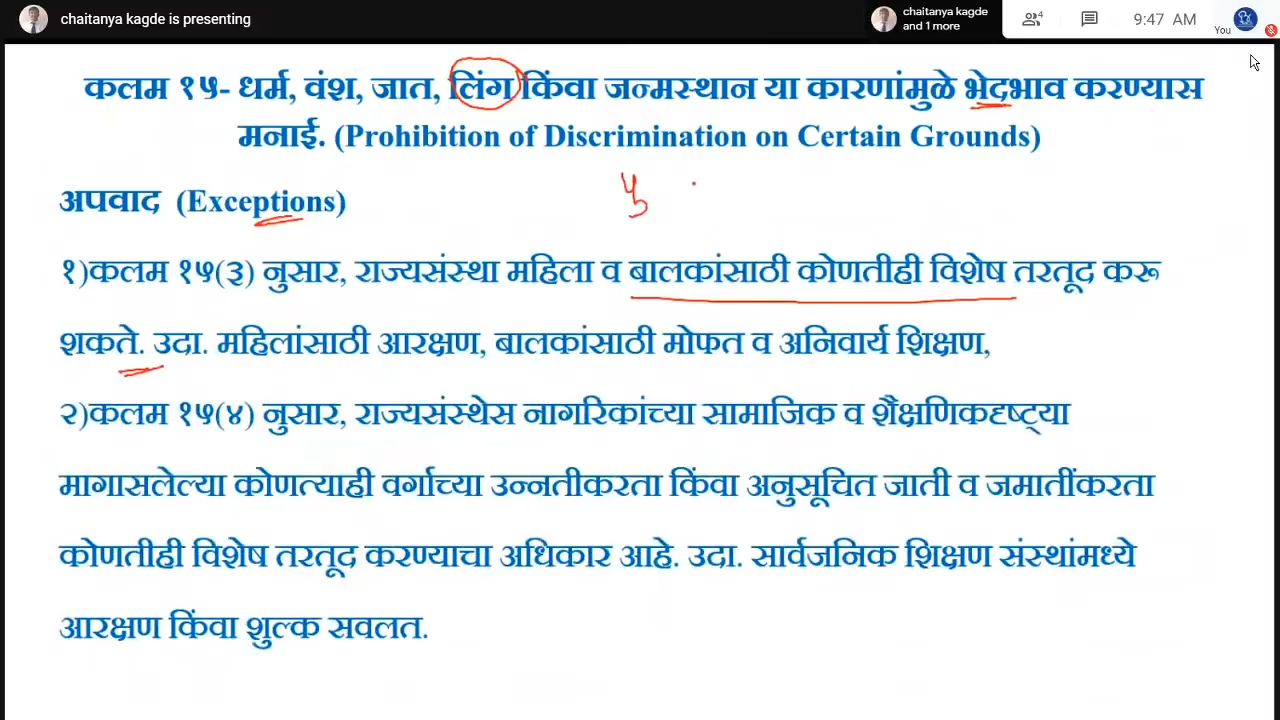 chaitanya kagde is presenting
chaitanya kagde
and 1 more
4
9:47 AM
You
कलम १५- धर्म, वंश, जात, लिंग किंवा जन्मस्थान या कारणांमुळे भेदभाव करण्यास
मनाई. (Prohibition of Discrimination on Certain Grounds)
अपवाद (Exceptions)
१)कलम १५(३) नुसार, राज्यसंस्था महिला व बालकांसाठी कोणतीही विशेष तरतूद करू
शकते. उदा. महिलांसाठी आरक्षण, बालकांसाठी मोफत व अनिवार्य शिक्षण,
२)कलम १५(४) नुसार, राज्यसंस्थेस नागरिकांच्या सामाजिक व शैक्षणिकदृष्ट्या
मागासलेल्या कोणत्याही वर्गाच्या उन्नतीकरता किंवा अनुसूचित जाती व जमातींकरता
कोणतीही विशेष तरतूद करण्याचा अधिकार आहे. उदा. सार्वजनिक शिक्षण संस्थांमध्ये
आरक्षण किंवा शुल्क सवलत.